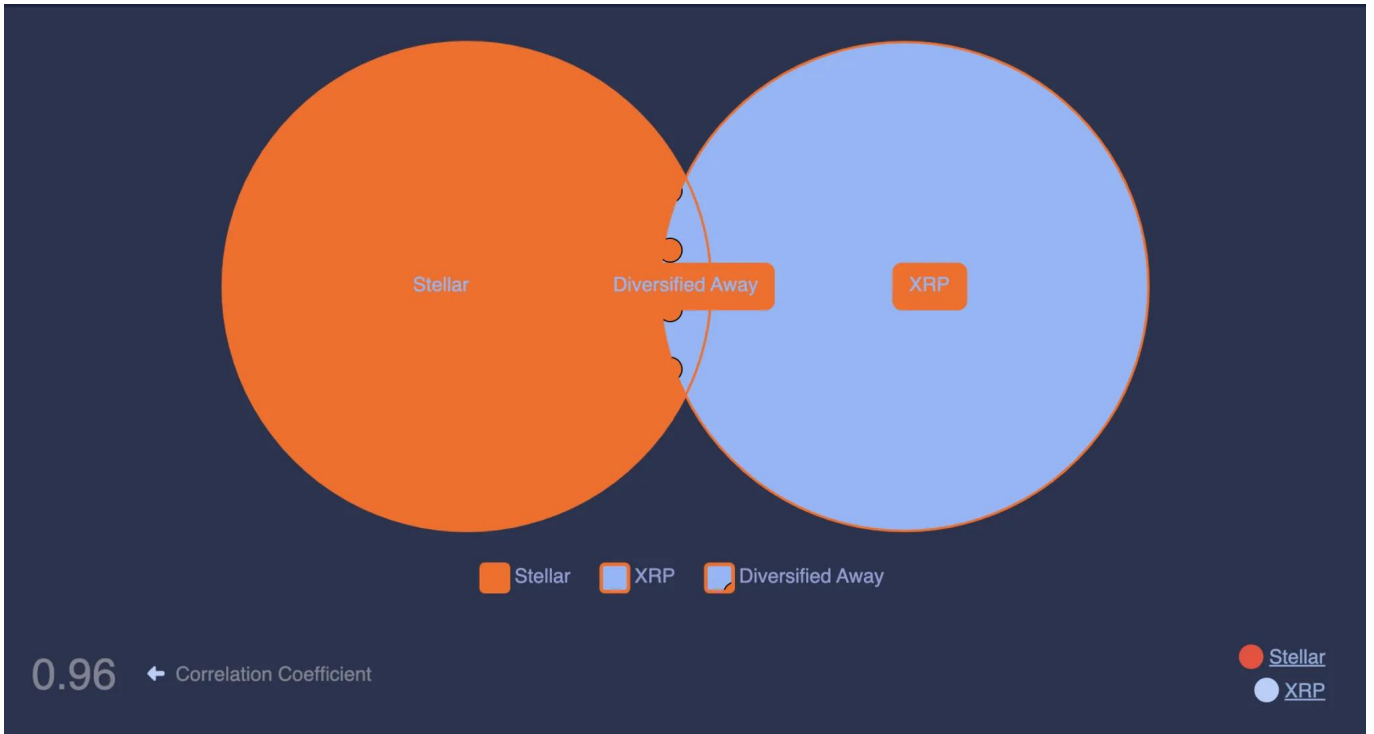 Stellar
Diversified Away
XRP
Stellar XRP Diversified Away
0.96 Correlation Coefficient
Stellar
XRP